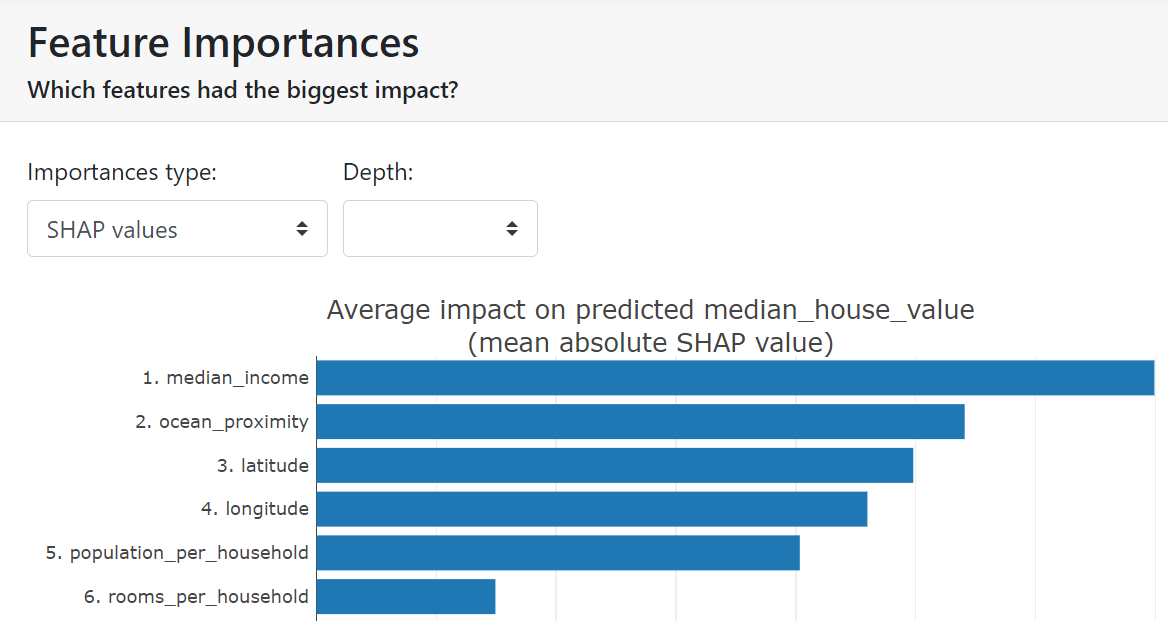 Feature Importances
Which features had the biggest impact?
Importances type:
Depth:
SHAP values
Average impact on predicted median_house_value
(mean absolute SHAP value)
1. median_income
2. ocean_proximity
3. latitude
4. longitude
5. population_per_household
6. rooms_per_household